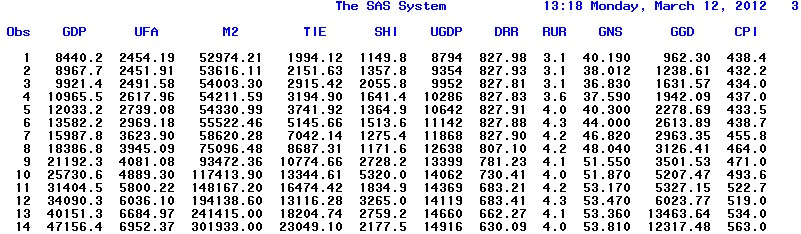 The SAS System 13:18 Monday, March 12, 2012 3
Obs GDP UFA M2 TIE SHI UGDP DRR RUR GNS GGD CPI
1 8440.2 2454.19 52974.21 1994.12 1149.8 8794 827.98 3.1 40.190 962.30 438.4
2 8967.7 2451.91 53616.11 2151.63 1357.8 9354 827.93 3.1 38.012 1238.61 432.2
3 9921.4 2491.58 54003.30 2915.42 2055.8 9952 827.81 3.1 36.830 1631.57 434.0
4 10965.5 2617.96 54211.59 3194.90 1641.4 10286 827.83 3.6 37.590 1942.09 437.0
5 12033.2 2739.08 54330.99 3741.92 1364.9 10642 827.91 4.0 40.300 2278.69 433.5
6 13582.2 2969.18 55522.46 5145.66 1513.6 11142 827.88 4.3 44.000 2613.89 438.7
7 15987.8 3623.90 58620.28 7042.14 1275.4 11868 827.90 4.2 46.820 2963.35 455.8
8 18386.8 3945.09 75096.48 8687.31 1171.6 12638 807.10 4.2 48.040 3126.41 464.0
9 21192.3 4081.08 93472.36 10774.66 2728.2 13399 781.23 4.1 51.550 3501.53 471.0
10 25730.6 4889.30 117413.90 13344.61 5320.0 14062 730.41 4.0 51.870 5207.47 493.6
11 31404.5 5800.22 148167.20 16474.42 1834.9 14369 683.21 4.2 53.170 5327.15 522.7
12 34090.3 6036.10 194138.60 13116.28 3265.0 14119 683.41 4.3 53.470 6023.77 519.0
13 40151.3 6684.97 241415.00 18204.74 2759.2 14660 662.27 4.1 53.360 13463.64 534.0
14 47156.4 6952.37 301933.00 23049.10 2177.5 14916 630.09 4.0 53.810 12317.48 563.0